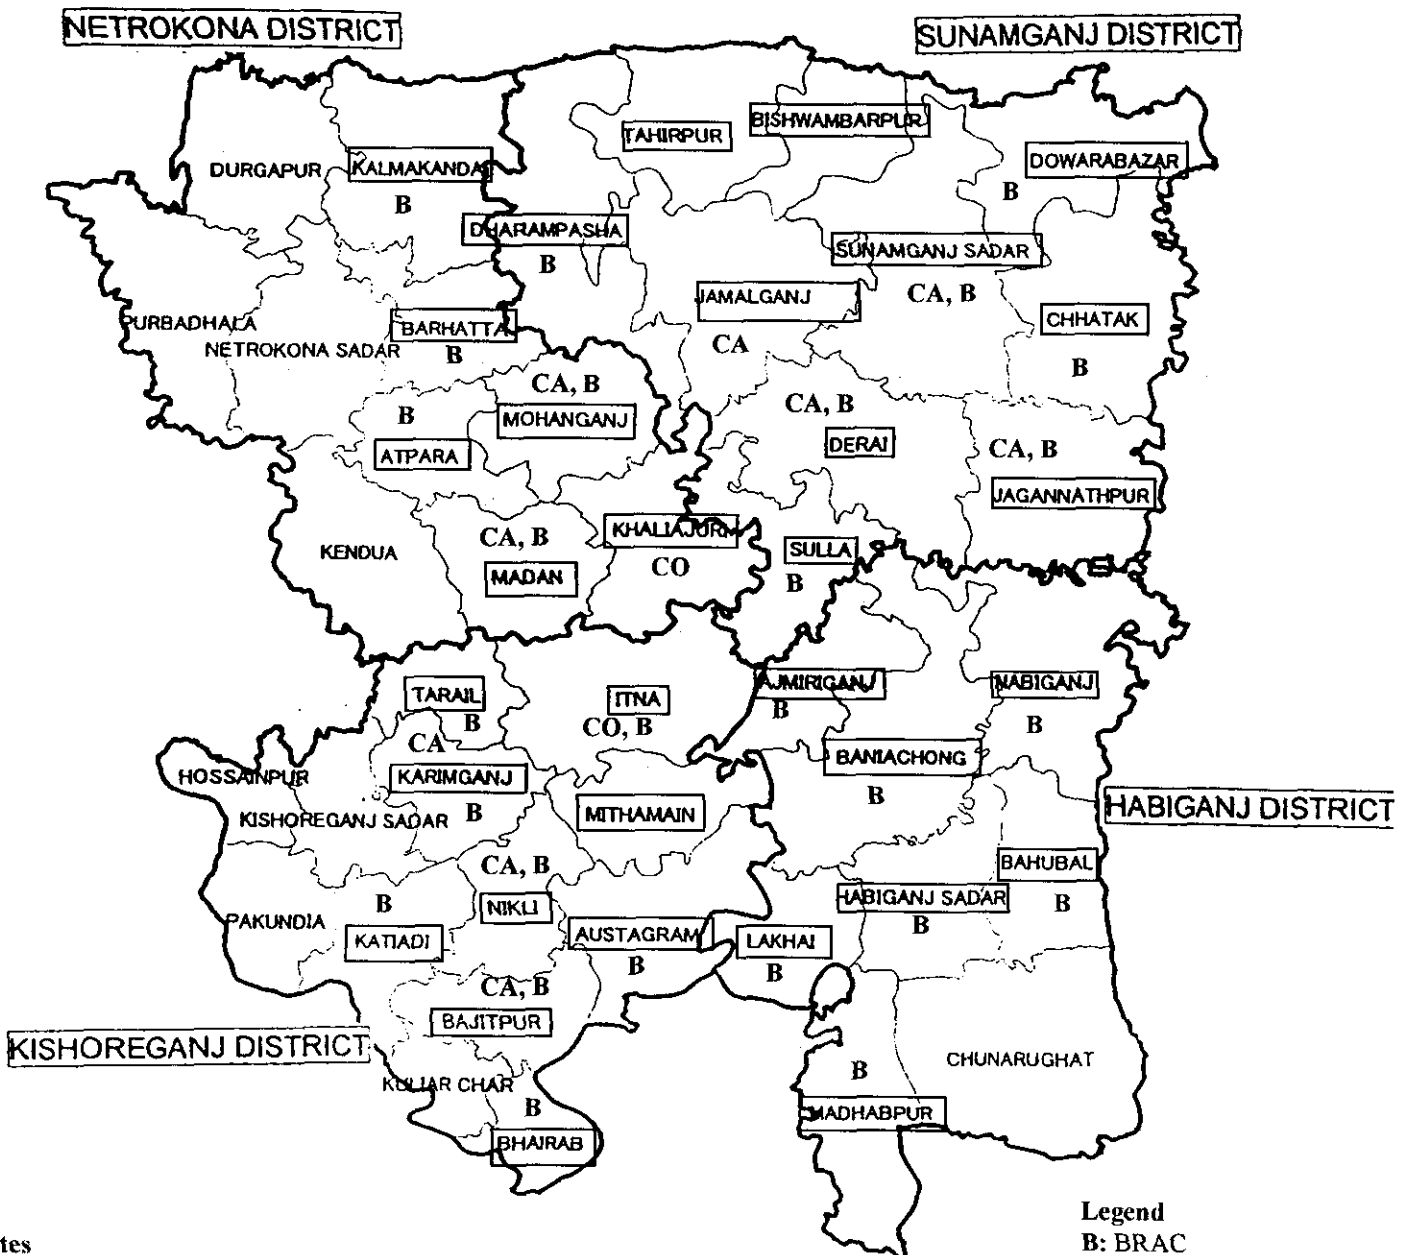 NETROKONA DISTRICT
SUNAMGANJ DISTRICT
TAHIRPUR
BISHWAMBARPUR
DURGAPUR
KALMAKANDA
B
DOWARABAZAR
B
DHARAMPASHA
B
SUNAMGANJ SADAR
CA, B
JAMALGANJ
CA
CHHATAK
B
PURBADHALA
NETROKONA SADAR
BARHATTA
B
CA, B
MOHANGANJ
B
ATPARA
CA, B
DERAI
CA, B
JAGANNATHPUR
KENDUA
CA, B
MADAN
KHALIAJURI
CO
SULLA
B
TARAIL
B
ITNA
CO, B
AJMIRIGANJ
B
NABIGANJ
B
CA
KARIMGANJ
B
BANIACHONG
B
HOSSAINPUR
KISHOREGANJ SADAR
MITHAMAIN
HABIGANJ DISTRICT
CA, B
NIKLI
BAHUBAL
B
HABIGANJ SADAR
B
PAKUNDIA
B
KATIADI
AUSTAGRAM
B
LAKHAI
B
CA, B
BAJITPUR
KISHOREGANJ DISTRICT
CHUNARUGHAT
KULIAR CHAR
B
BHAIRAB
B
MADHABPUR
Legend
B: BRAC
tes